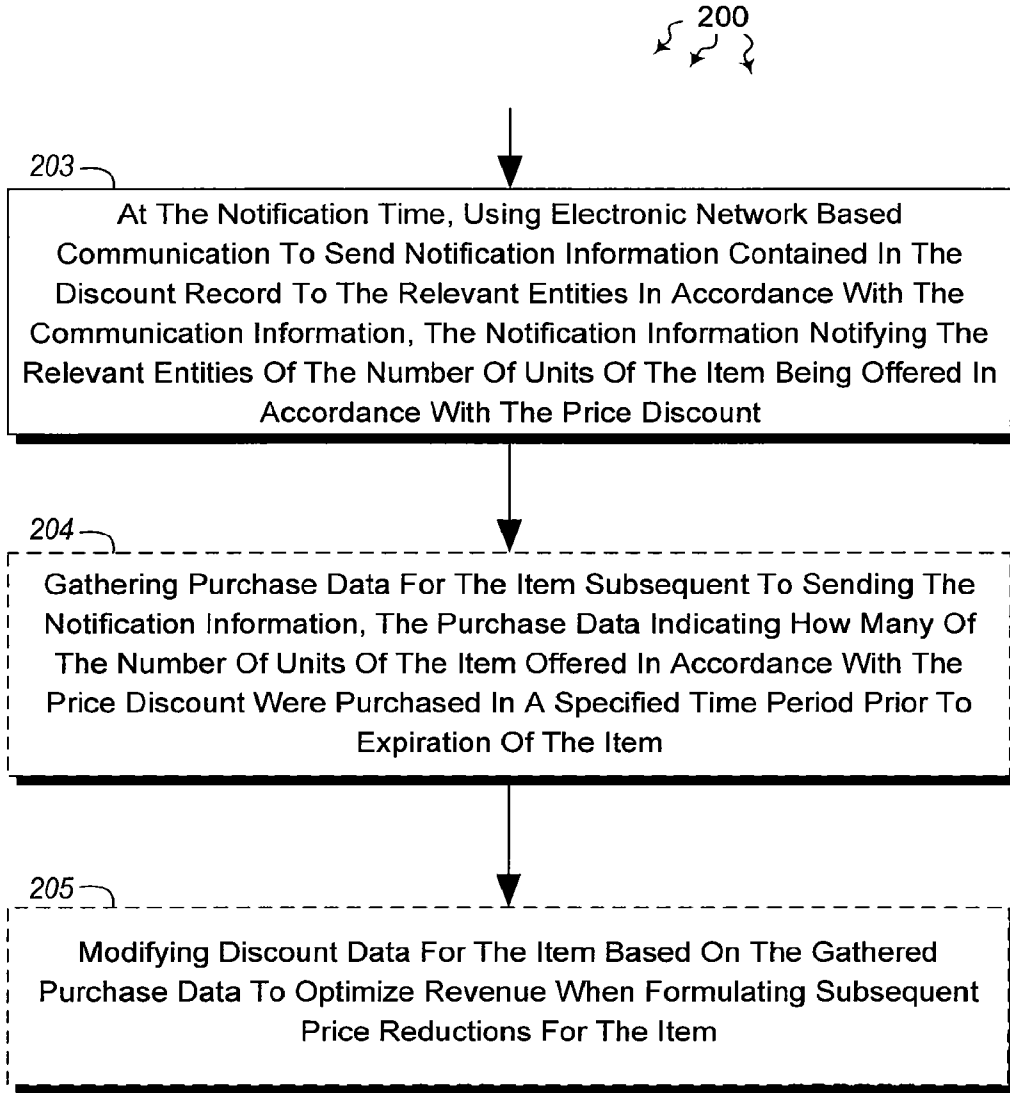 200
203
At The Notification Time, Using Electronic Network Based
Communication To Send Notification Information Contained In The
Discount Record To The Relevant Entities In Accordance With The
Communication Information, The Notification Information Notifying The
Relevant Entities Of The Number Of Units Of The Item Being Offered In
Accordance With The Price Discount
204
Gathering Purchase Data For The Item Subsequent To Sending The
Notification Information, The Purchase Data Indicating How Many Of
The Number Of Units Of The Item Offered In Accordance With The
Price Discount Were Purchased In A Specified Time Period Prior To
Expiration Of The Item
205
Modifying Discount Data For The Item Based On The Gathered
Purchase Data To Optimize Revenue When Formulating Subsequent
Price Reductions For The Item